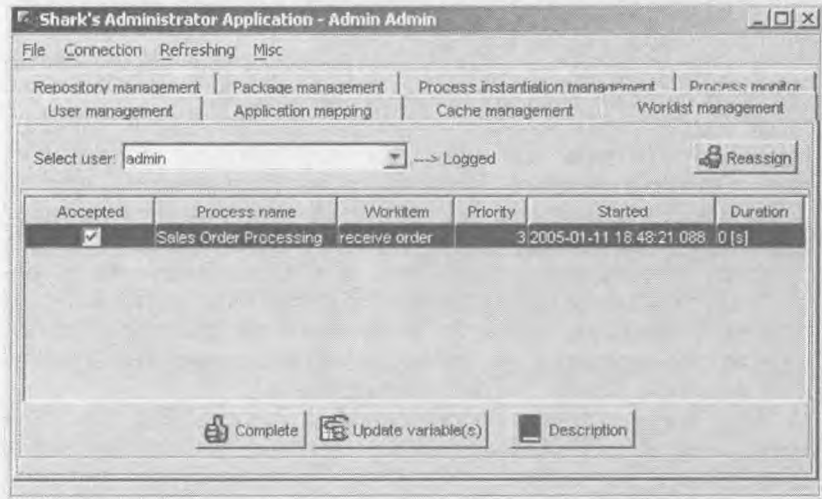 Shark's Administrator Application - Admin Admin
File Connection Refreshing Misc
Repository management Package management Process instantiation management Process monitor
User management Application mapping Cache management Worklist management
Select user: admin ---> Logged Reassign
Accepted Process name Workitem Priority Started Duration
Sales Order Processing receive order 3 2005-01-11 18:48:21.088 0 [s]
Complete Update variable(s) Description